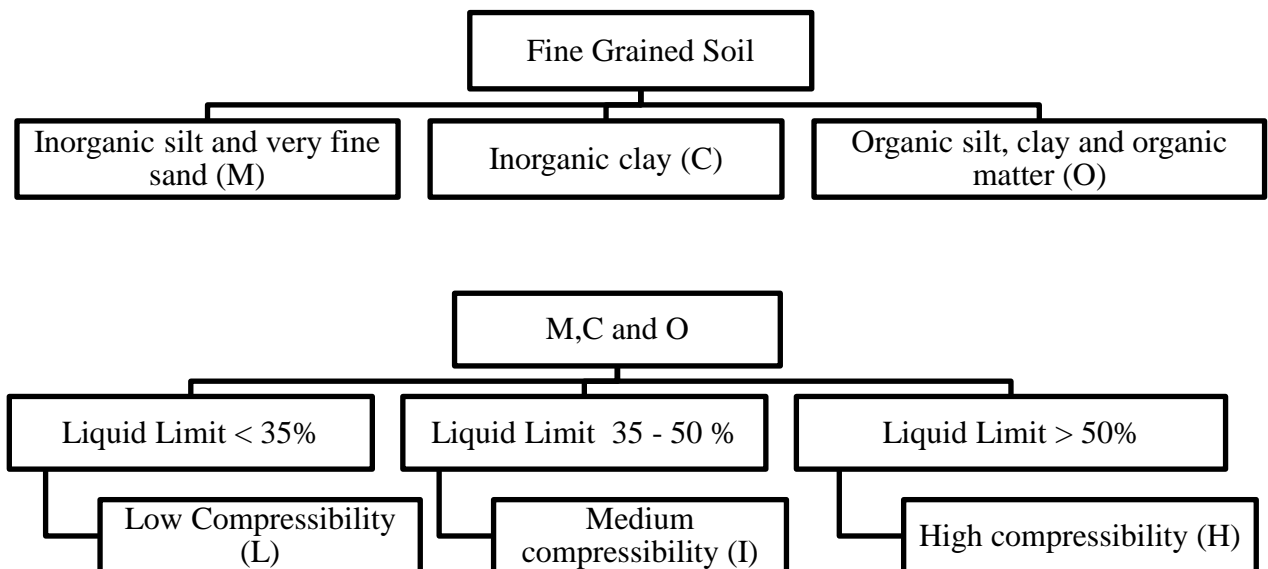 Fine Grained Soil
Inorganic silt and very fine
sand (M)
Inorganic clay (C)
Organic silt, clay and organic
matter (O)
M,C and O
Liquid Limit < 35%
Liquid Limit 35 - 50 %
Liquid Limit > 50%
Low Compressibility
(L)
Medium
compressibility (I)
High compressibility (H)